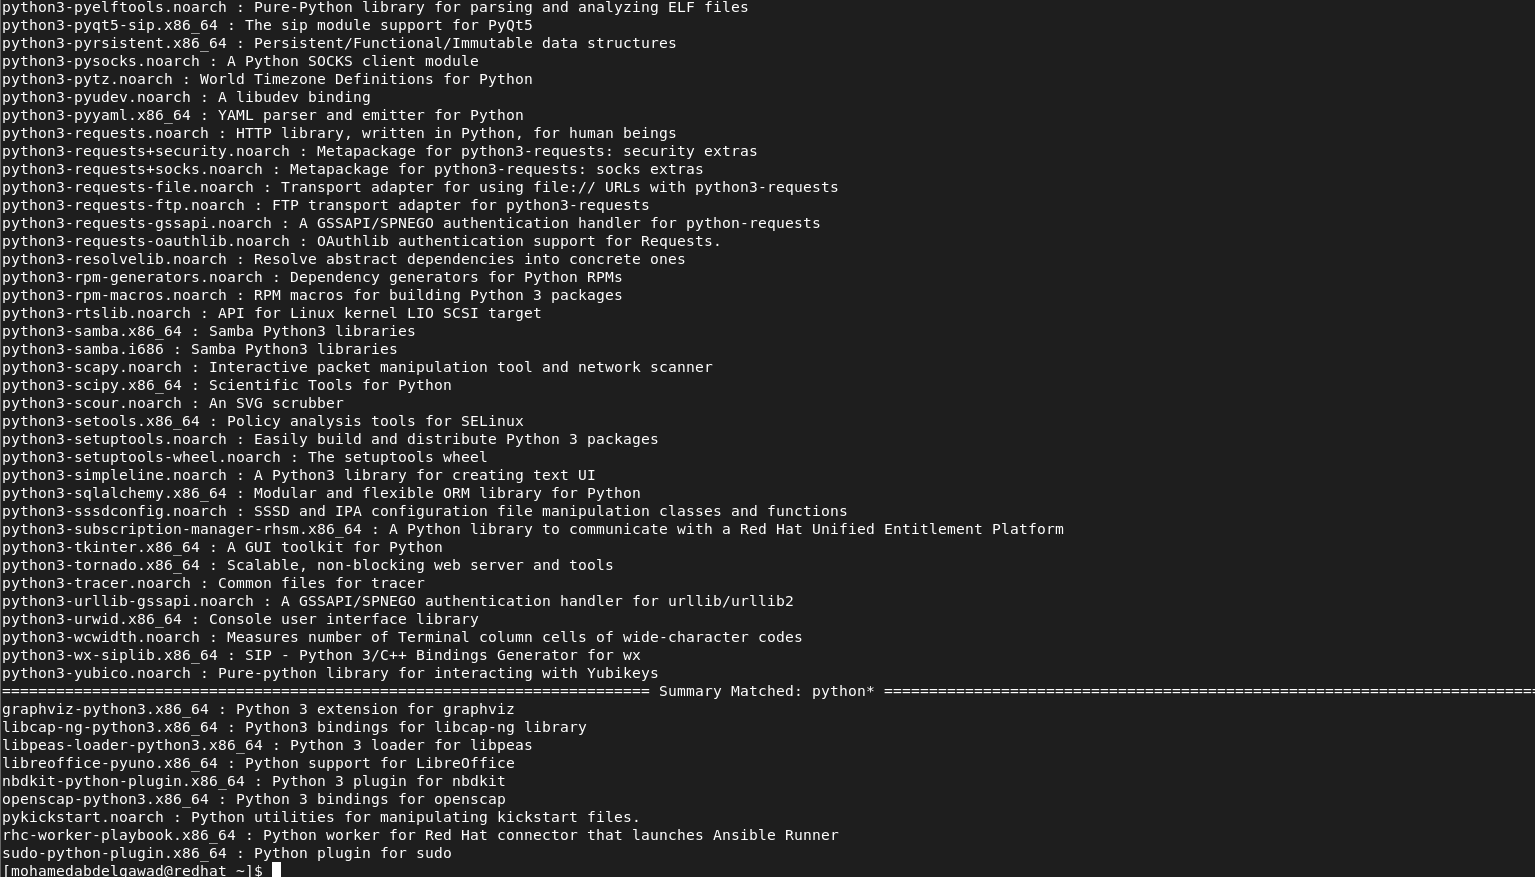 python3-pyelftools.noarch : Pure-Python library for parsing and analyzing ELF files
python3-pyqt5-sip.x86_64 : The sip module support for PyQt5
python3-pyrsistent.x86_64 : Persistent/Functional/Immutable data structures
python3-pysocks.noarch : A Python SOCKS client module
python3-pytz.noarch : World Timezone Definitions for Python
python3-pyudev.noarch : A libudev binding
python3-pyyaml.x86_64 : YAML parser and emitter for Python
python3-requests.noarch : HTTP library, written in Python, for human beings
python3-requests+security.noarch : Metapackage for python3-requests: security extras
python3-requests+socks.noarch : Metapackage for python3-requests: socks extras
python3-requests-file.noarch : Transport adapter for using file:// URLs with python3-requests
python3-requests-ftp.noarch : FTP transport adapter for python3-requests
python3-requests-gssapi.noarch : A GSSAPI/SPNEGO authentication handler for python-requests
python3-requests-oauthlib.noarch : OAuthlib authentication support for Requests.
python3-resolvelib.noarch : Resolve abstract dependencies into concrete ones
python3-rpm-generators.noarch : Dependency generators for Python RPMs
python3-rpm-macros.noarch : RPM macros for building Python 3 packages
python3-rtslib.noarch : API for Linux kernel LIO SCSI target
python3-samba.x86_64 : Samba Python3 libraries
python3-samba.i686 : Samba Python3 libraries
python3-scapy.noarch : Interactive packet manipulation tool and network scanner
python3-scipy.x86_64 : Scientific Tools for Python
python3-scour.noarch : An SVG scrubber
python3-setools.x86_64 : Policy analysis tools for SELinux
python3-setuptools.noarch : Easily build and distribute Python 3 packages
python3-setuptools-wheel.noarch : The setuptools wheel
python3-simpleline.noarch : A Python3 library for creating text UI
python3-sqlalchemy.x86_64 : Modular and flexible ORM library for Python
python3-sssdconfig.noarch : SSSD and IPA configuration file manipulation classes and functions
python3-subscription-manager-rhsm.x86_64 : A Python library to communicate with a Red Hat Unified Entitlement Platform
python3-tkinter.x86_64 : A GUI toolkit for Python
python3-tornado.x86_64 : Scalable, non-blocking web server and tools
python3-tracer.noarch : Common files for tracer
python3-urllib-gssapi.noarch : A GSSAPI/SPNEGO authentication handler for urllib/urllib2
python3-urwid.x86_64 : Console user interface library
python3-wcwidth.noarch : Measures number of Terminal column cells of wide-character codes
python3-wx-siplib.x86_64 : SIP - Python 3/C++ Bindings Generator for wx
python3-yubico.noarch : Pure-python library for interacting with Yubikeys
======================================================================== Summary Matched: python* =========================================================================
graphviz-python3.x86_64 : Python 3 extension for graphviz
libcap-ng-python3.x86_64 : Python3 bindings for libcap-ng library
libpeas-loader-python3.x86_64 : Python 3 loader for libpeas
libreoffice-pyuno.x86_64 : Python support for LibreOffice
nbdkit-python-plugin.x86_64 : Python 3 plugin for nbdkit
openscap-python3.x86_64 : Python 3 bindings for openscap
pykickstart.noarch : Python utilities for manipulating kickstart files.
rhc-worker-playbook.x86_64 : Python worker for Red Hat connector that launches Ansible Runner
sudo-python-plugin.x86_64 : Python plugin for sudo
[mohamedabdelgawad@redhat ~]$